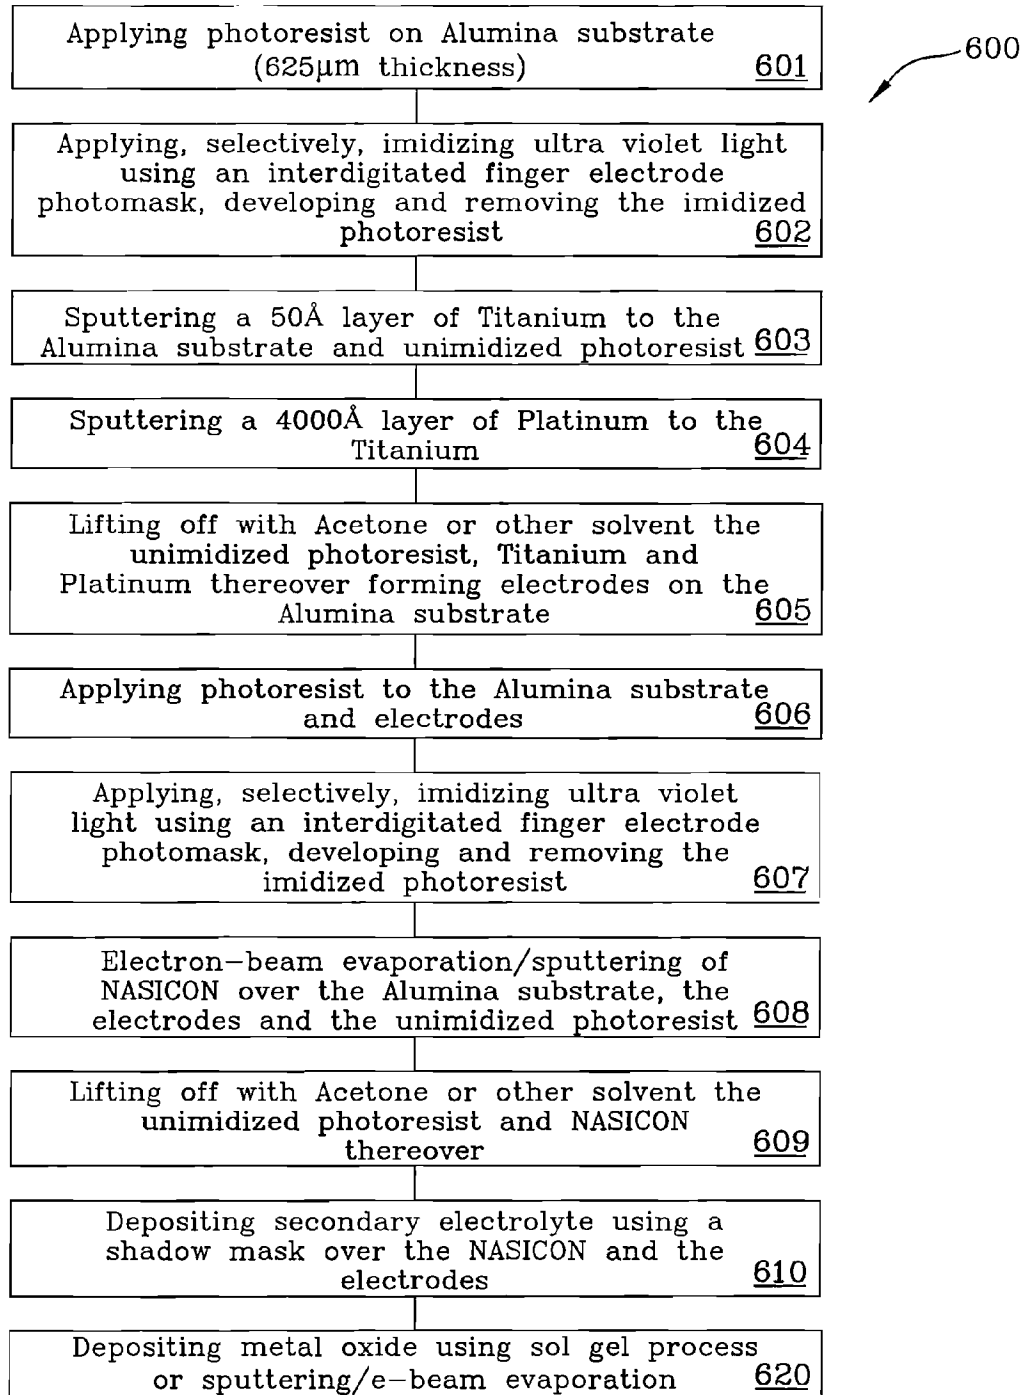 Applying photoresist on Alumina substrate
(625µm thickness) 601
600
Applying, selectively, imidizing ultra violet light
using an interdigitated finger electrode
photomask, developing and removing the imidized
photoresist 602
Sputtering a 50Å layer of Titanium to the
Alumina substrate and unimidized photoresist 603
Sputtering a 4000Å layer of Platinum to the
Titanium 604
Lifting off with Acetone or other solvent the
unimidized photoresist, Titanium and
Platinum thereover forming electrodes on the
Alumina substrate 605
Applying photoresist to the Alumina substrate
and electrodes 606
Applying, selectively, imidizing ultra violet
light using an interdigitated finger electrode
photomask, developing and removing the
imidized photoresist 607
Electron-beam evaporation/sputtering of
NASICON over the Alumina substrate, the
electrodes and the unimidized photoresist 608
Lifting off with Acetone or other solvent the
unimidized photoresist and NASICON
thereover 609
Depositing secondary electrolyte using a
shadow mask over the NASICON and the
electrodes 610
Depositing metal oxide using sol gel process
or sputtering/e-beam evaporation 620